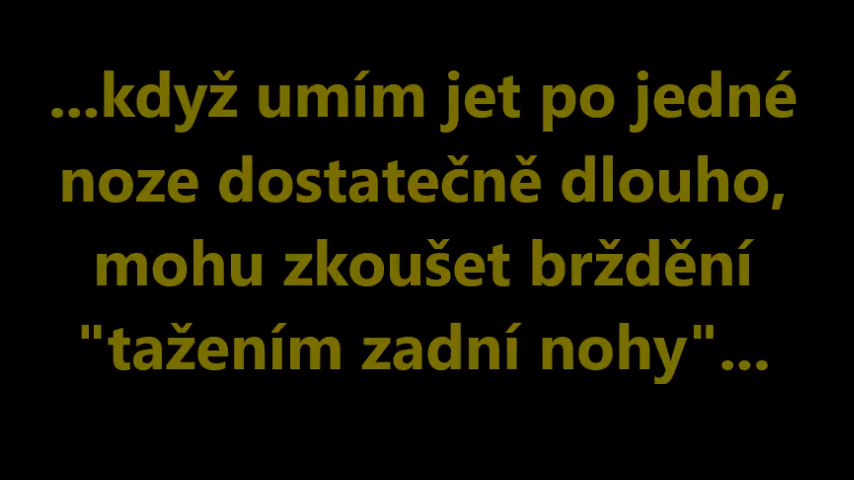 ...když umím jet po jedné
noze dostatečně dlouho,
mohu zkoušet brždění
"tažením zadní nohy"...